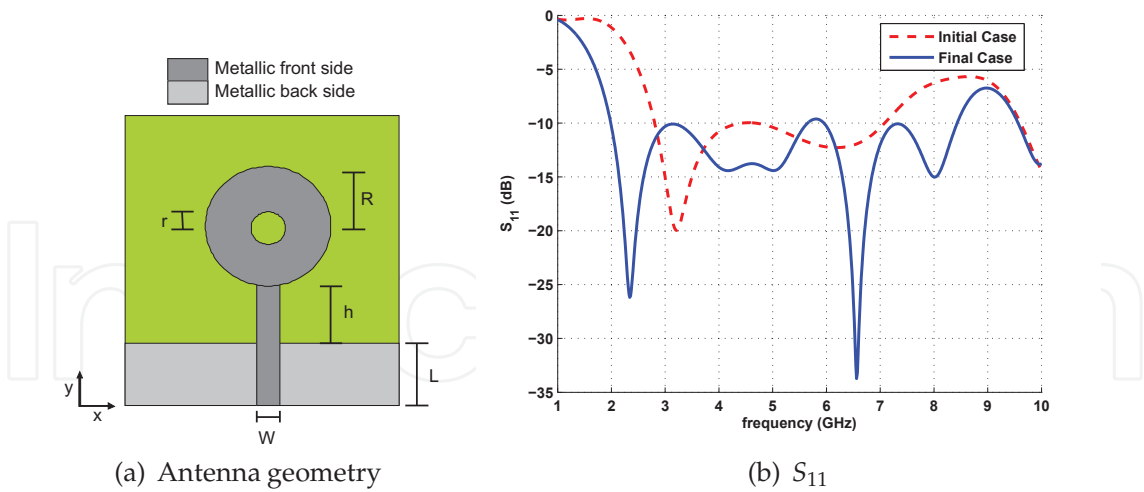 Metallic front side
Metallic back side
r
R
h
L
W
y
x
(a) Antenna geometry
0
−5
−10
−15
−20
−25
−30
−35
S11 (dB)
1 2 3 4 5 6 7 8 9 10
frequency (GHz)
Initial Case
Final Case
(b) S11